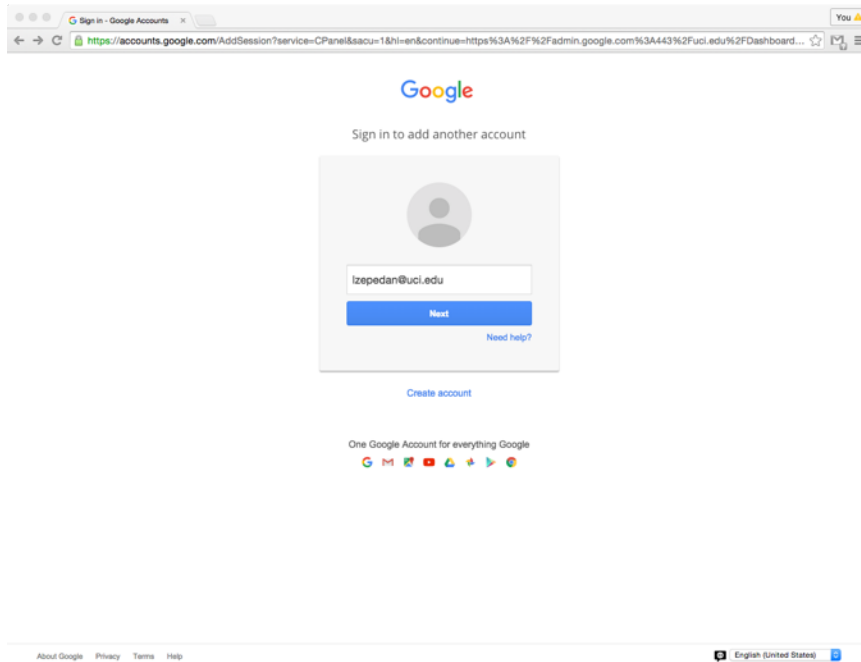 Sign in - Google Accounts
You
https://accounts.google.com/AddSession?service=CPanel&sacu=1&hl=en&continue=https%3A%2F%2Fadmin.google.com%3A443%2Fuci.edu%2FDashboard...
Google
Sign in to add another account
lzepedan@uci.edu
Next
Need help?
Create account
One Google Account for everything Google
About Google Privacy Terms Help
English (United States)